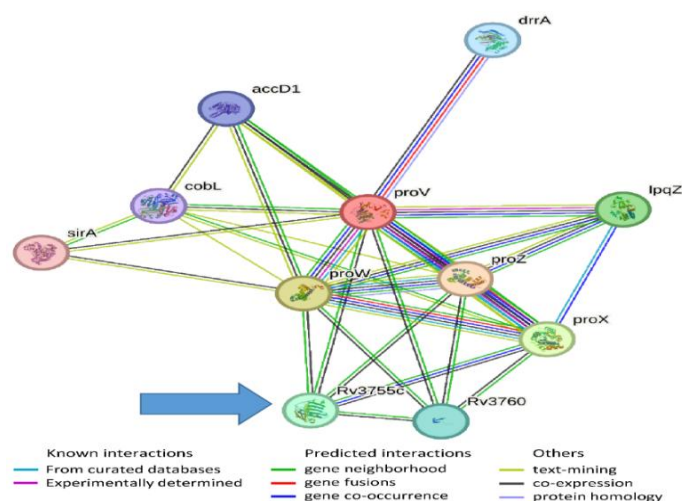 drrA
accD1
cobL
proV
lpqZ
sirA
proW
proZ
proX
Rv3755c
Rv3760
Known interactions
From curated databases
Experimentally determined
Predicted interactions
gene neighborhood
gene fusions
gene co-occurrence
Others
text-mining
co-expression
protein homology